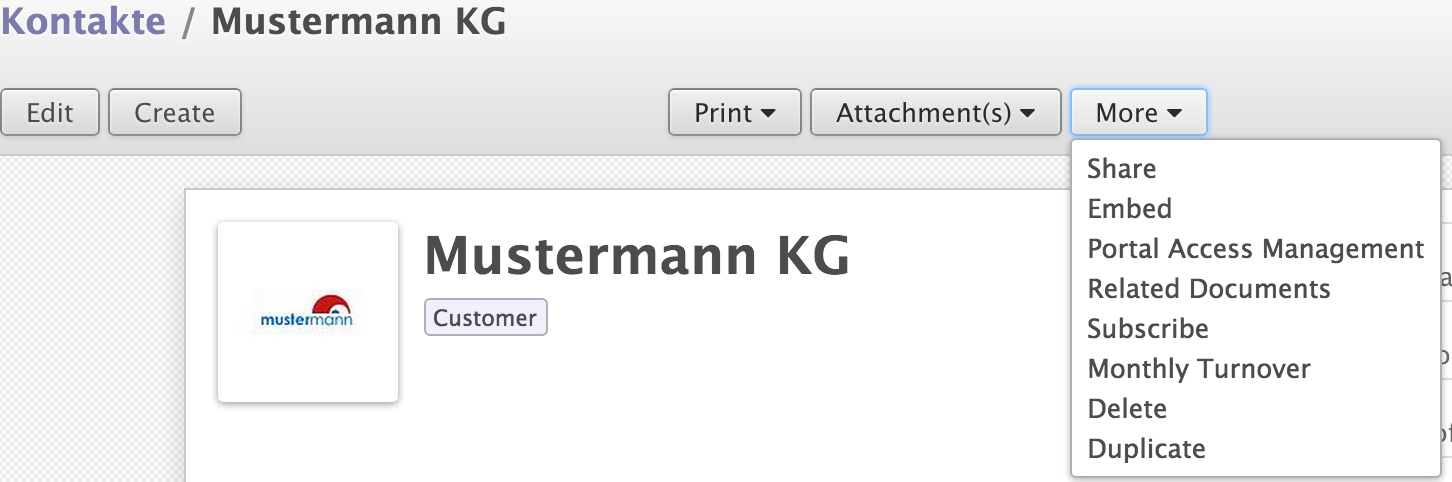 Kontakte / Mustermann KG
Edit Create Print Attachment(s) More
Share
Embed
Portal Access Management
Related Documents
Subscribe
Monthly Turnover
Delete
Duplicate
Mustermann KG
Customer
mustermann